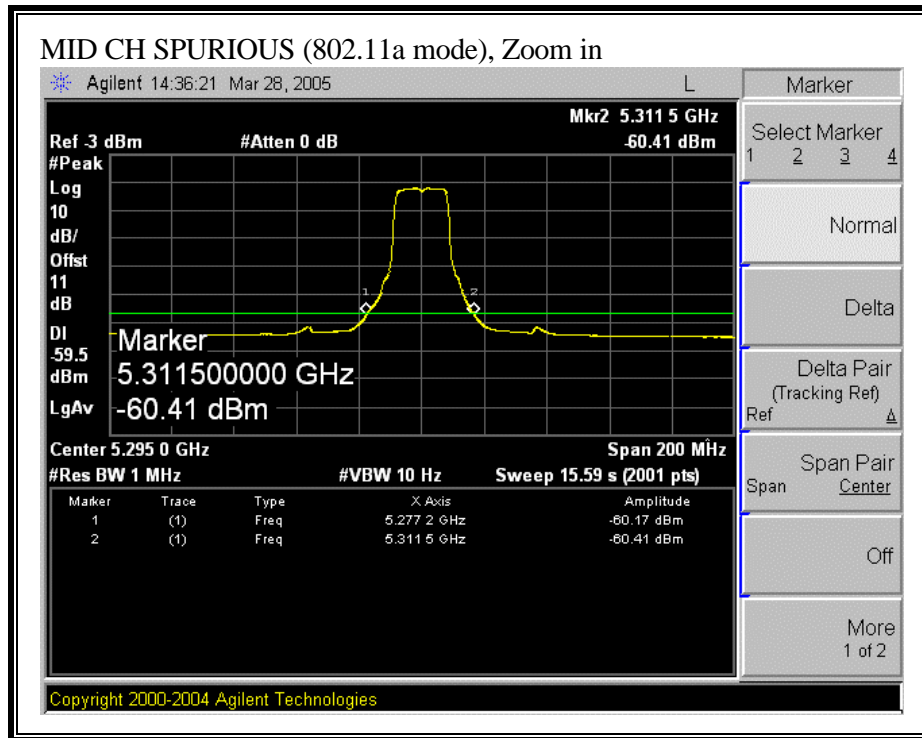 MID CH SPURIOUS (802.11a mode), Zoom in
Agilent 14:36:21 Mar 28, 2005 L
Mkr2 5.311 5 GHz
Ref -3 dBm #Atten 0 dB -60.41 dBm
#Peak
Log
10
dB/
Offst
11
dB
DI
-59.5
dBm
LgAv
1
2
Marker
5.311500000 GHz
-60.41 dBm
Center 5.295 0 GHz Span 200 MHz
#Res BW 1 MHz #VBW 10 Hz Sweep 15.59 s (2001 pts)
Marker Trace Type X Axis Amplitude
1 (1) Freq 5.277 2 GHz -60.17 dBm
2 (1) Freq 5.311 5 GHz -60.41 dBm
Marker
Select Marker
1 2 3 4
Normal
Delta
Delta Pair
(Tracking Ref)
Ref Δ
Span Pair
Span Center
Off
More
1 of 2
Copyright 2000-2004 Agilent Technologies